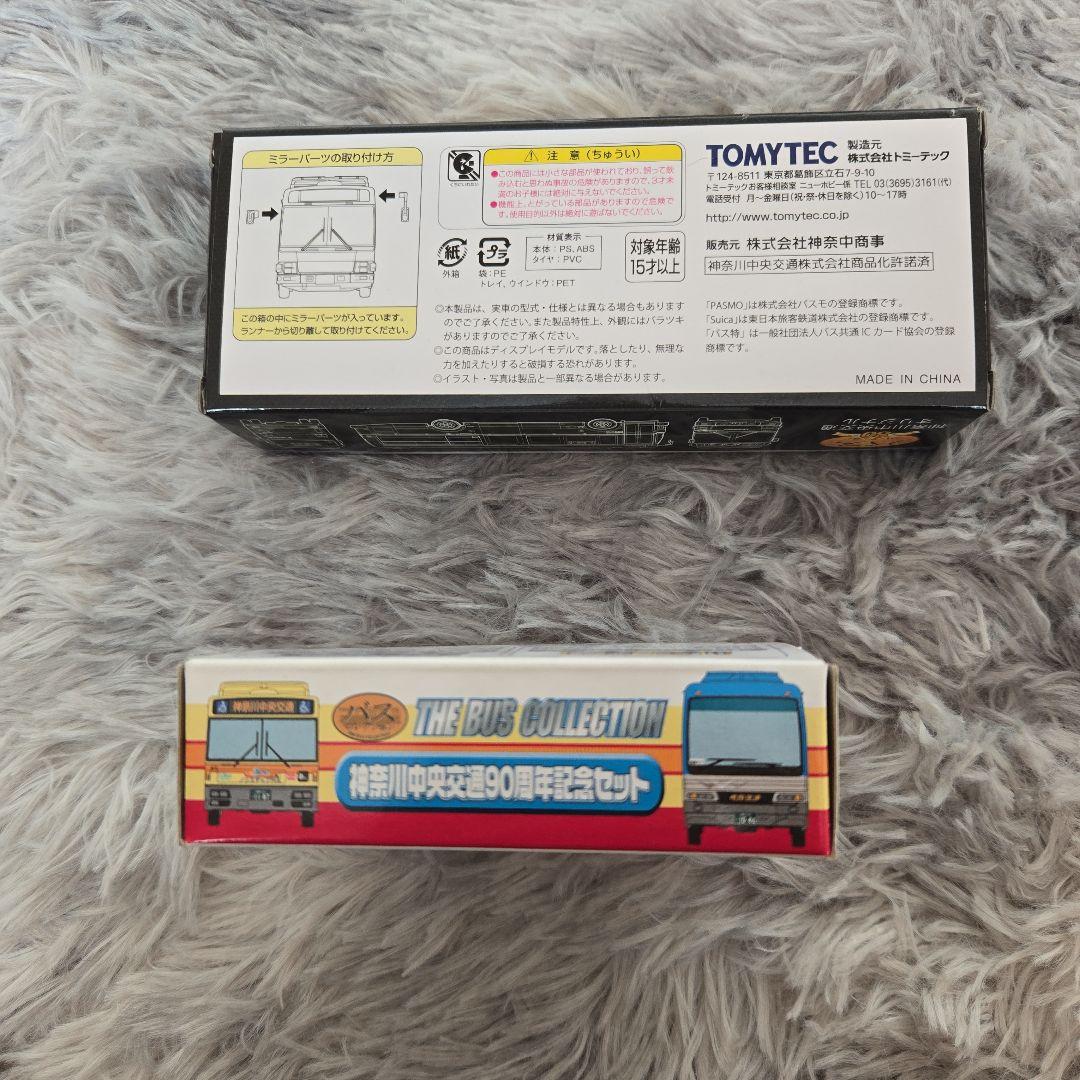 ミラーパーツの取り付け方
この箱の中にミラーパーツが入っています。
ランナーから切り離して取り付けてください。
口にいれない
注 意 (ちゅうい)
●この商品には小さな部品が使われており、誤って飲
み込むと思わぬ事故の危険がありますので、3才未
満のお子様には絶対に与えないでください。
●機能上、とがっている部品がありますので危険で
す。使用目的以外は絶対に遊ばないでください。
紙
外箱
プラ
袋:PE
トレイ, ウインドウ:PET
材質表示
本体:PS, ABS
タイヤ:PVC
対象年齢
15才以上
◎本製品は、実車の型式・仕様とは異なる場合もあります
のでご了承ください。また製品特性上、外観にはバラツキ
がありますのでご了承ください。
◎この商品はディスプレイモデルです。落としたり、無理な
力を加えたりすると破損する恐れがあります。
◎イラスト・写真は製品と一部異なる場合があります。
TOMYTEC 製造元
株式会社トミーテック
〒124-8511 東京都葛飾区立石7-9-10
トミーテックお客様相談室 ニューホビー係 TEL 03(3695)3161(代)
電話受付 月〜金曜日(祝・祭・休日を除く)10〜17時
http://www.tomytec.co.jp
販売元 株式会社神奈中商事
神奈川中央交通株式会社商品化許諾済
「PASMO」は株式会社パスモの登録商標です。
「Suica」は東日本旅客鉄道株式会社の登録商標です。
「バス特」は一般社団法人バス共通 IC カード協会の登録
商標です。
MADE IN CHINA
神奈川中央交通
オリジナル
神奈川中央交通
バス
THE BUS COLLECTION
神奈川中央交通90周年記念セット